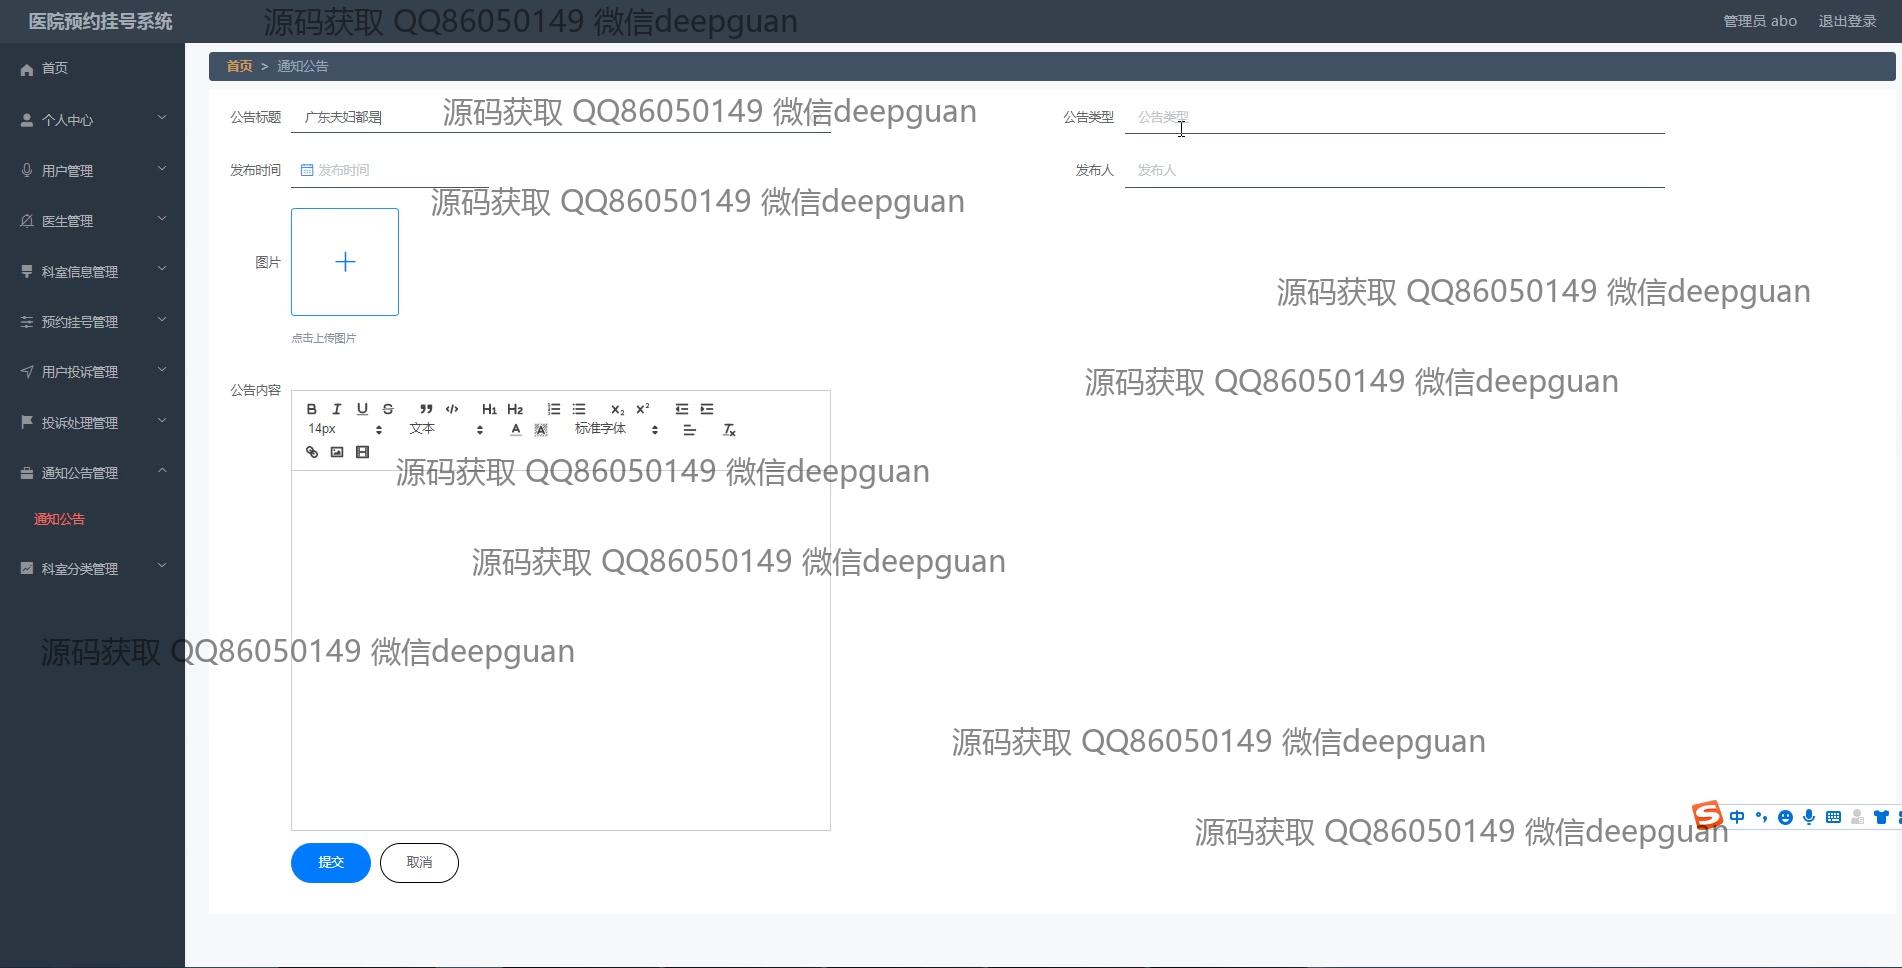 医院预约挂号系统
源码获取 QQ86050149 微信deepguan
管理员 abo
退出登录
首页
首页 > 通知公告
个人中心
公告标题 广东夫妇都是
源码获取 QQ86050149 微信deepguan
公告类型 公告类型
用户管理
发布时间 发布时间
发布人 发布人
源码获取 QQ86050149 微信deepguan
医生管理
图片
科室信息管理
源码获取 QQ86050149 微信deepguan
预约挂号管理
点击上传图片
用户投诉管理
源码获取 QQ86050149 微信deepguan
公告内容
B I U S H1 H2 X2 X2
投诉处理管理
14px 文本 A A 标准字体 Tx
通知公告管理
源码获取 QQ86050149 微信deepguan
通知公告
科室分类管理
源码获取 QQ86050149 微信deepguan
源码获取 QQ86050149 微信deepguan
源码获取 QQ86050149 微信deepguan
源码获取 QQ86050149 微信deepguan
S 中
提交 取消